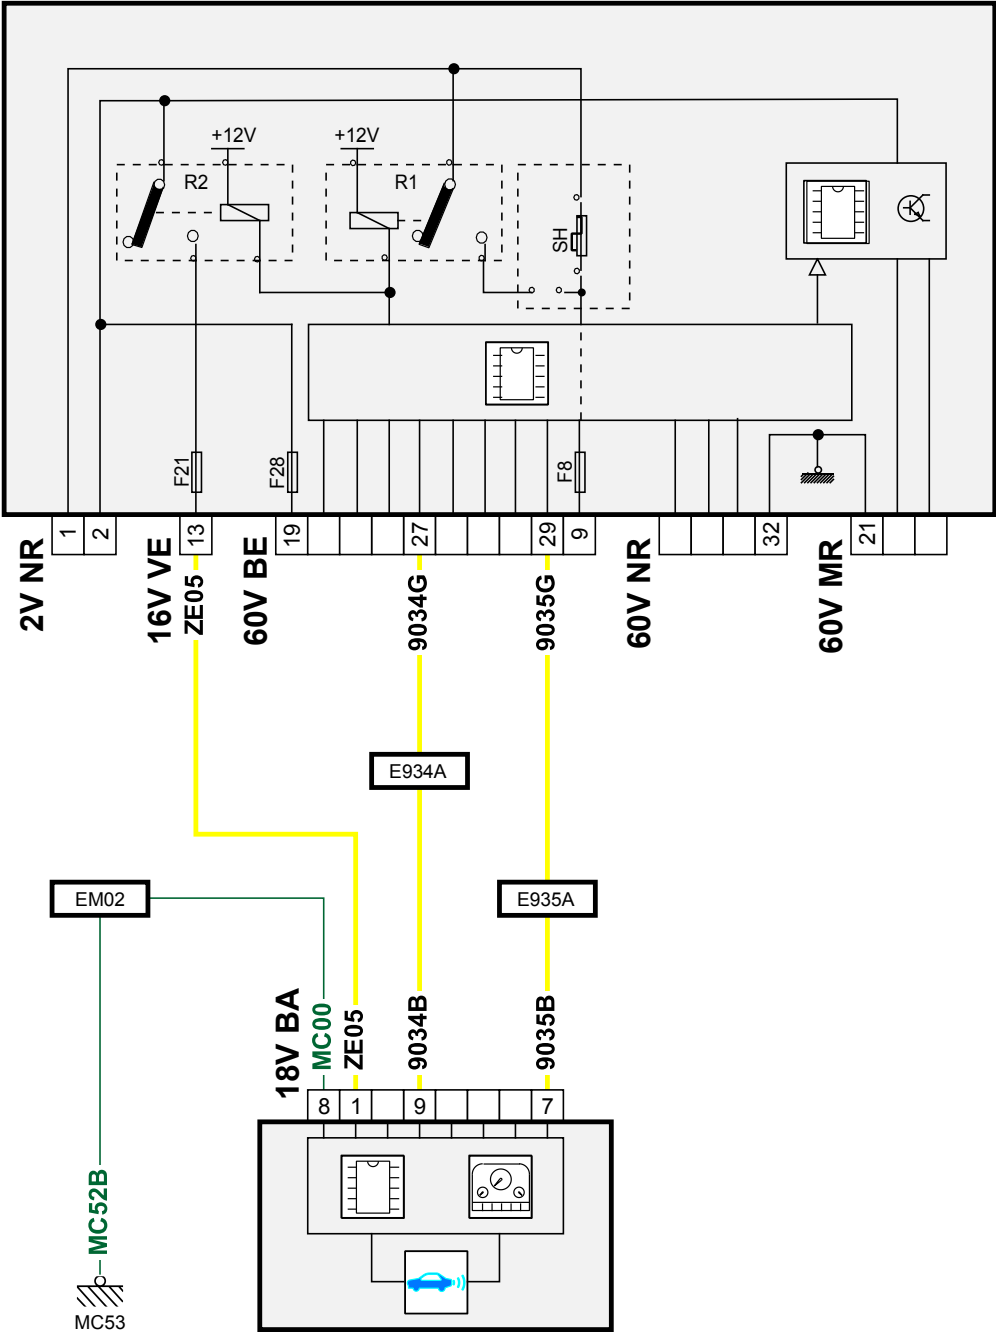 +12V
+12V
R2
R1
SH
F21
F28
F8
1
2
13
19
27
29
9
32
21
2V NR
16V VE
ZE05
60V BE
9034G
9035G
60V NR
60V MR
E934A
EM02
E935A
18V BA
MC00
ZE05
9034B
9035B
8
1
9
7
MC52B
MC53